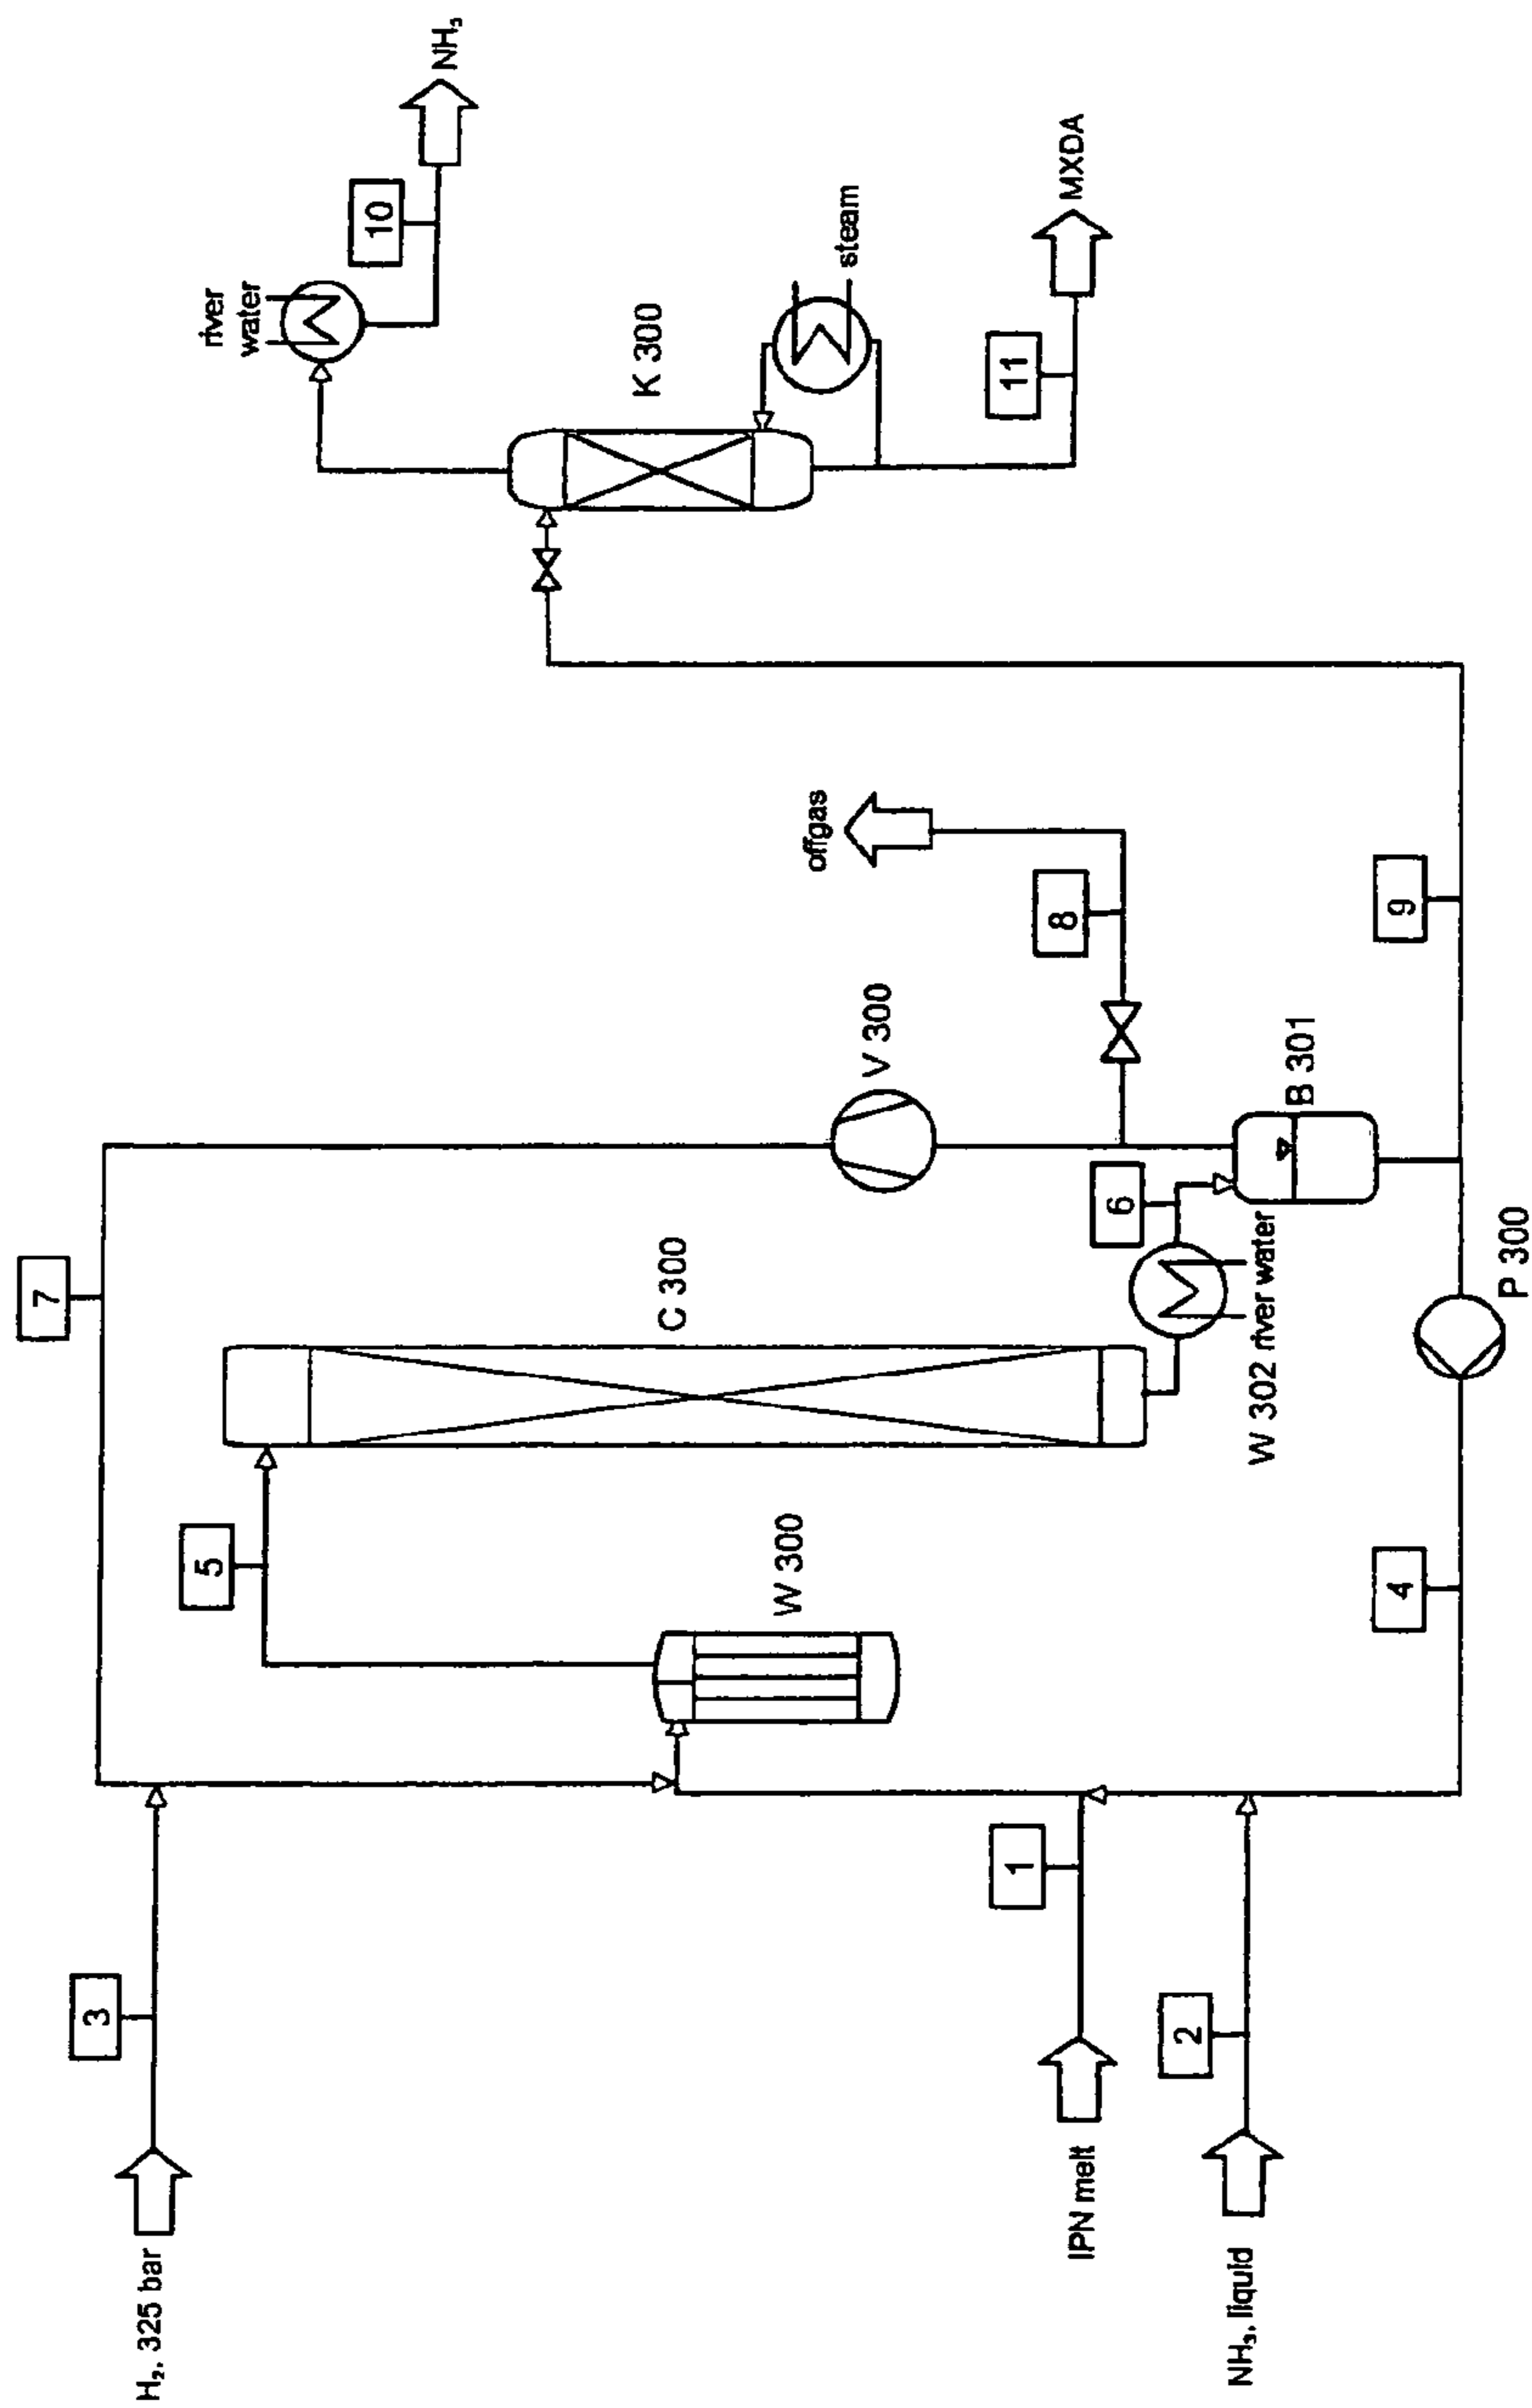 7
3
H₂, 325 bar
5
river
water
10
NH₃
K 300
C 300
W 300
offgas
steam
V 300
1
11
8
IPN melt
MXDA
6
2
NH₃, liquid
W 302 river water
B 301
4
9
P 300